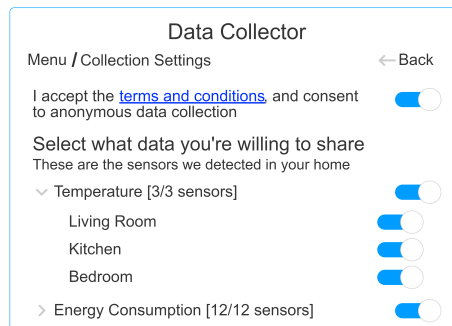 Data Collector
Menu / Collection Settings
Back
I accept the terms and conditions, and consent
to anonymous data collection
Select what data you're willing to share
These are the sensors we detected in your home
Temperature [3/3 sensors]
Living Room
Kitchen
Bedroom
Energy Consumption [12/12 sensors]